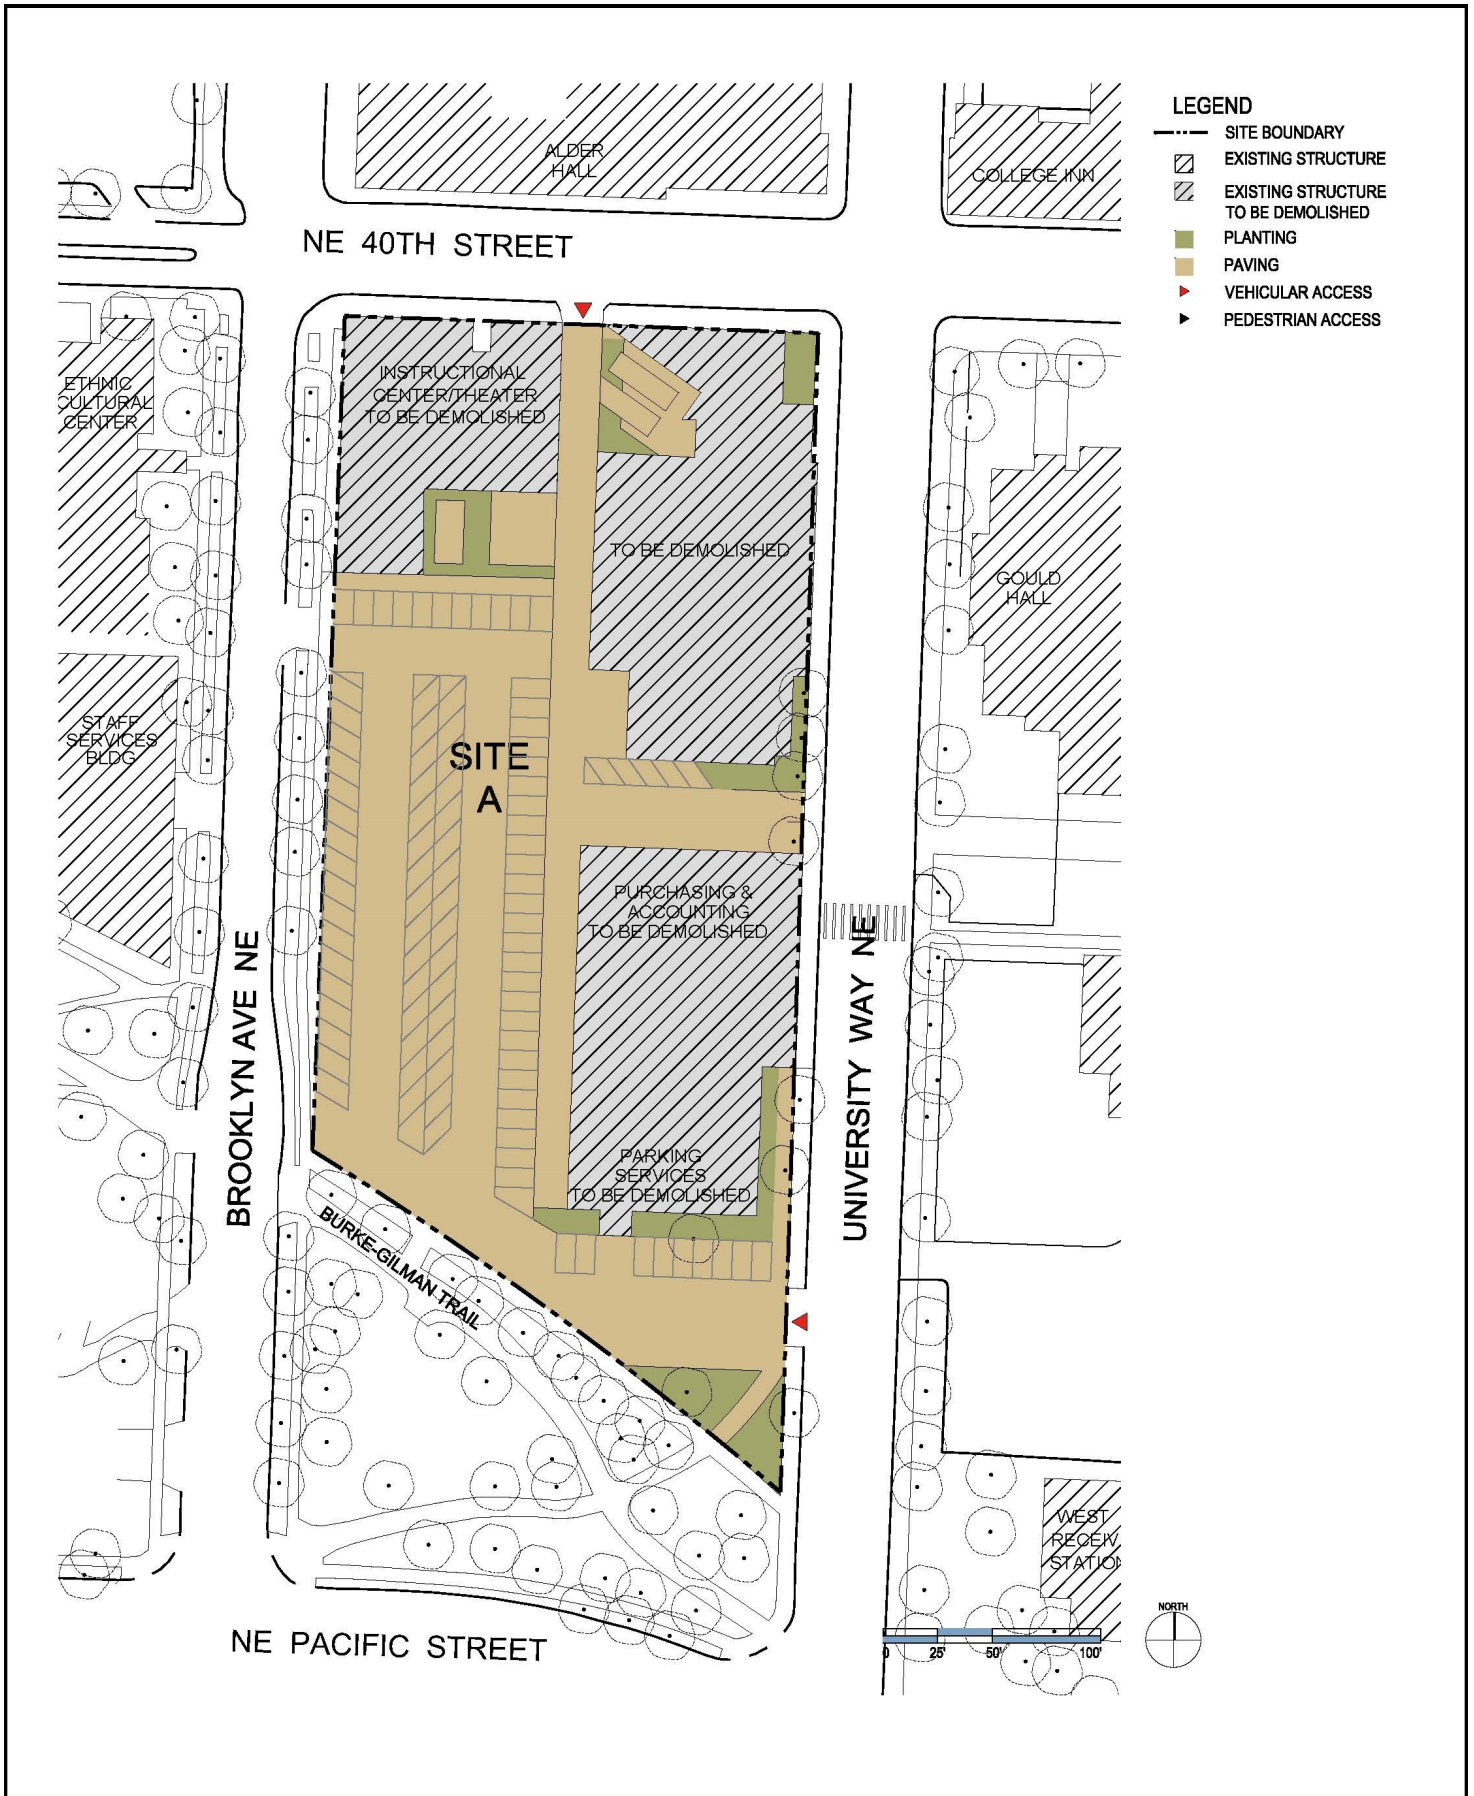 LEGEND
SITE BOUNDARY
EXISTING STRUCTURE
EXISTING STRUCTURE
TO BE DEMOLISHED
PLANTING
PAVING
VEHICULAR ACCESS
PEDESTRIAN ACCESS
ALDER
HALL
COLLEGE INN
NE 40TH STREET
ETHNIC
CULTURAL
CENTER
INSTRUCTIONAL
CENTER/THEATER
TO BE DEMOLISHED
TO BE DEMOLISHED
GOULD
HALL
STAFF
SERVICES
BLDG
SITE
A
PURCHASING &
ACCOUNTING
TO BE DEMOLISHED
BROOKLYN AVE NE
UNIVERSITY WAY NE
PARKING
SERVICES
TO BE DEMOLISHED
BURKE-GILMAN TRAIL
WEST
RECEIV
STATION
NE PACIFIC STREET
0 25' 50' 100'
NORTH